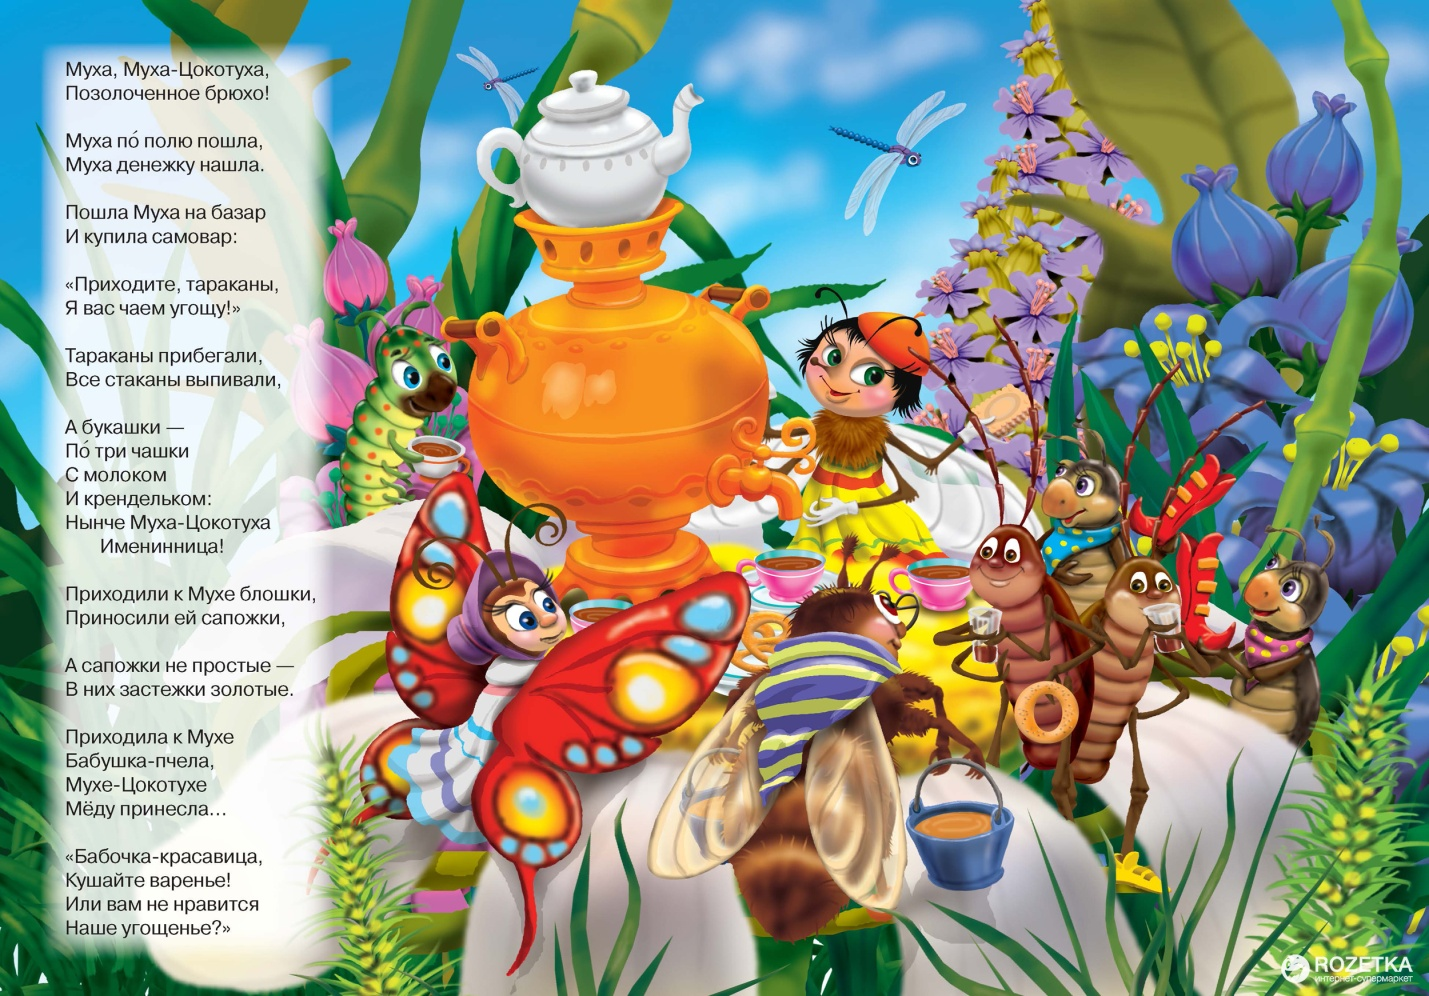 Муха, Муха-Цокотуха,
Позолоченное брюхо!
Муха по́ полю пошла,
Муха денежку нашла.
Пошла Муха на базар
И купила самовар:
«Приходите, тараканы,
Я вас чаем угощу!»
Тараканы прибегали,
Все стаканы выпивали,
А букашки —
По́ три чашки
С молоком
И крендельком:
Нынче Муха-Цокотуха
Именинница!
Приходили к Мухе блошки,
Приносили ей сапожки,
А сапожки не простые —
В них застежки золотые.
Приходила к Мухе
Бабушка-пчела,
Мухе-Цокотухе
Мёду принесла...
«Бабочка-красавица,
Кушайте варенье!
Или вам не нравится
Наше угощенье?»
ROZETKA
интернет-супермаркет